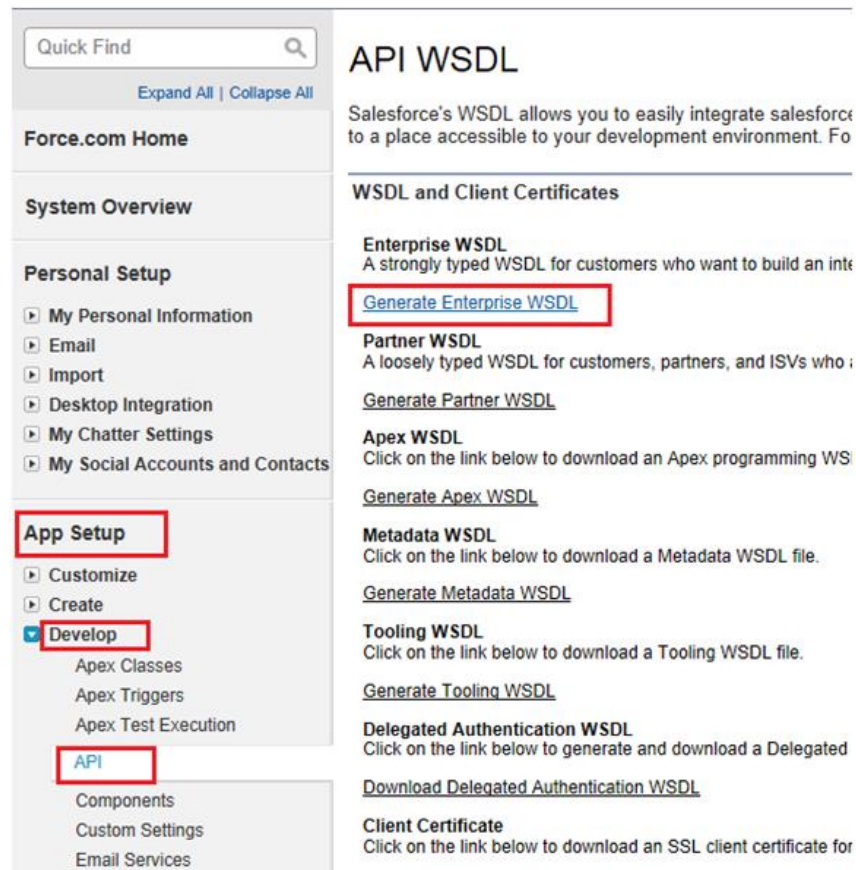 Quick Find
Expand All | Collapse All
Force.com Home
System Overview
Personal Setup
My Personal Information
Email
Import
Desktop Integration
My Chatter Settings
My Social Accounts and Contacts
App Setup
Customize
Create
Develop
Apex Classes
Apex Triggers
Apex Test Execution
API
Components
Custom Settings
Email Services
API WSDL
Salesforce's WSDL allows you to easily integrate salesforce
to a place accessible to your development environment. Fo
WSDL and Client Certificates
Enterprise WSDL
A strongly typed WSDL for customers who want to build an inte
Generate Enterprise WSDL
Partner WSDL
A loosely typed WSDL for customers, partners, and ISVs who a
Generate Partner WSDL
Apex WSDL
Click on the link below to download an Apex programming WS
Generate Apex WSDL
Metadata WSDL
Click on the link below to download a Metadata WSDL file.
Generate Metadata WSDL
Tooling WSDL
Click on the link below to download a Tooling WSDL file.
Generate Tooling WSDL
Delegated Authentication WSDL
Click on the link below to generate and download a Delegated
Download Delegated Authentication WSDL
Client Certificate
Click on the link below to download an SSL client certificate for